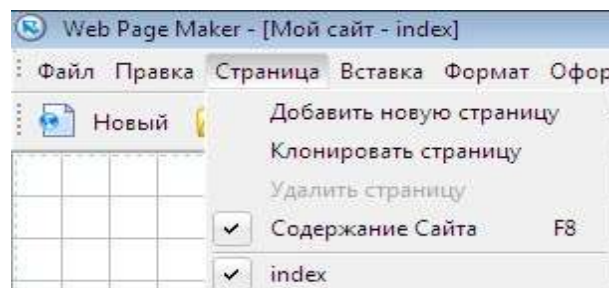 Web Page Maker - [Мой сайт - index]
Файл Правка Страница Вставка Формат Офор
Новый
Добавить новую страницу
Клонировать страницу
Удалить страницу
Содержание Сайта F8
index